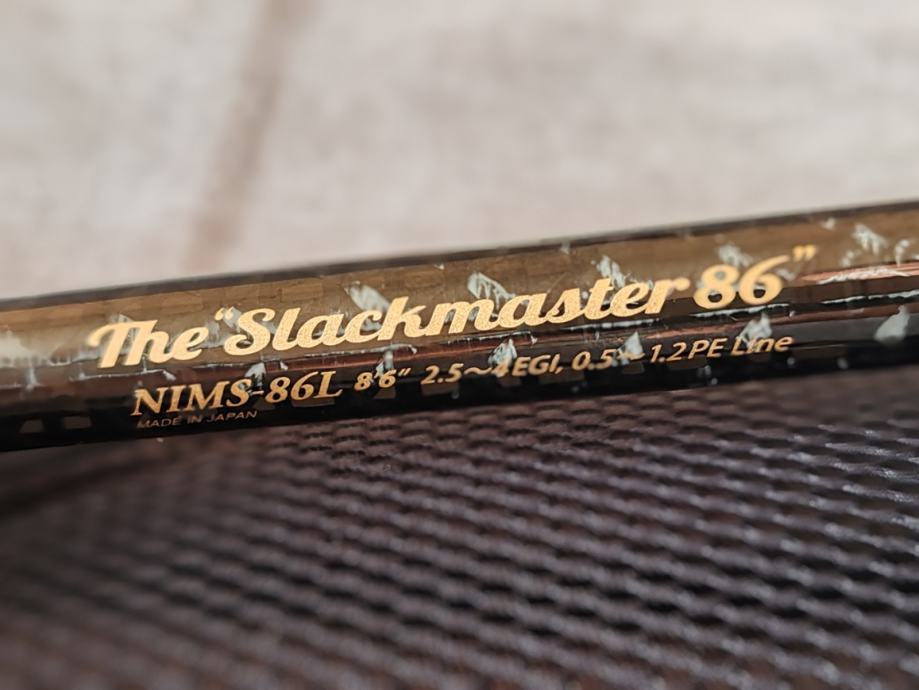 The “Slackmaster 86”
NIMS-86L 8'6" 2.5～4EGI, 0.5～1.2PE Line
MADE IN JAPAN